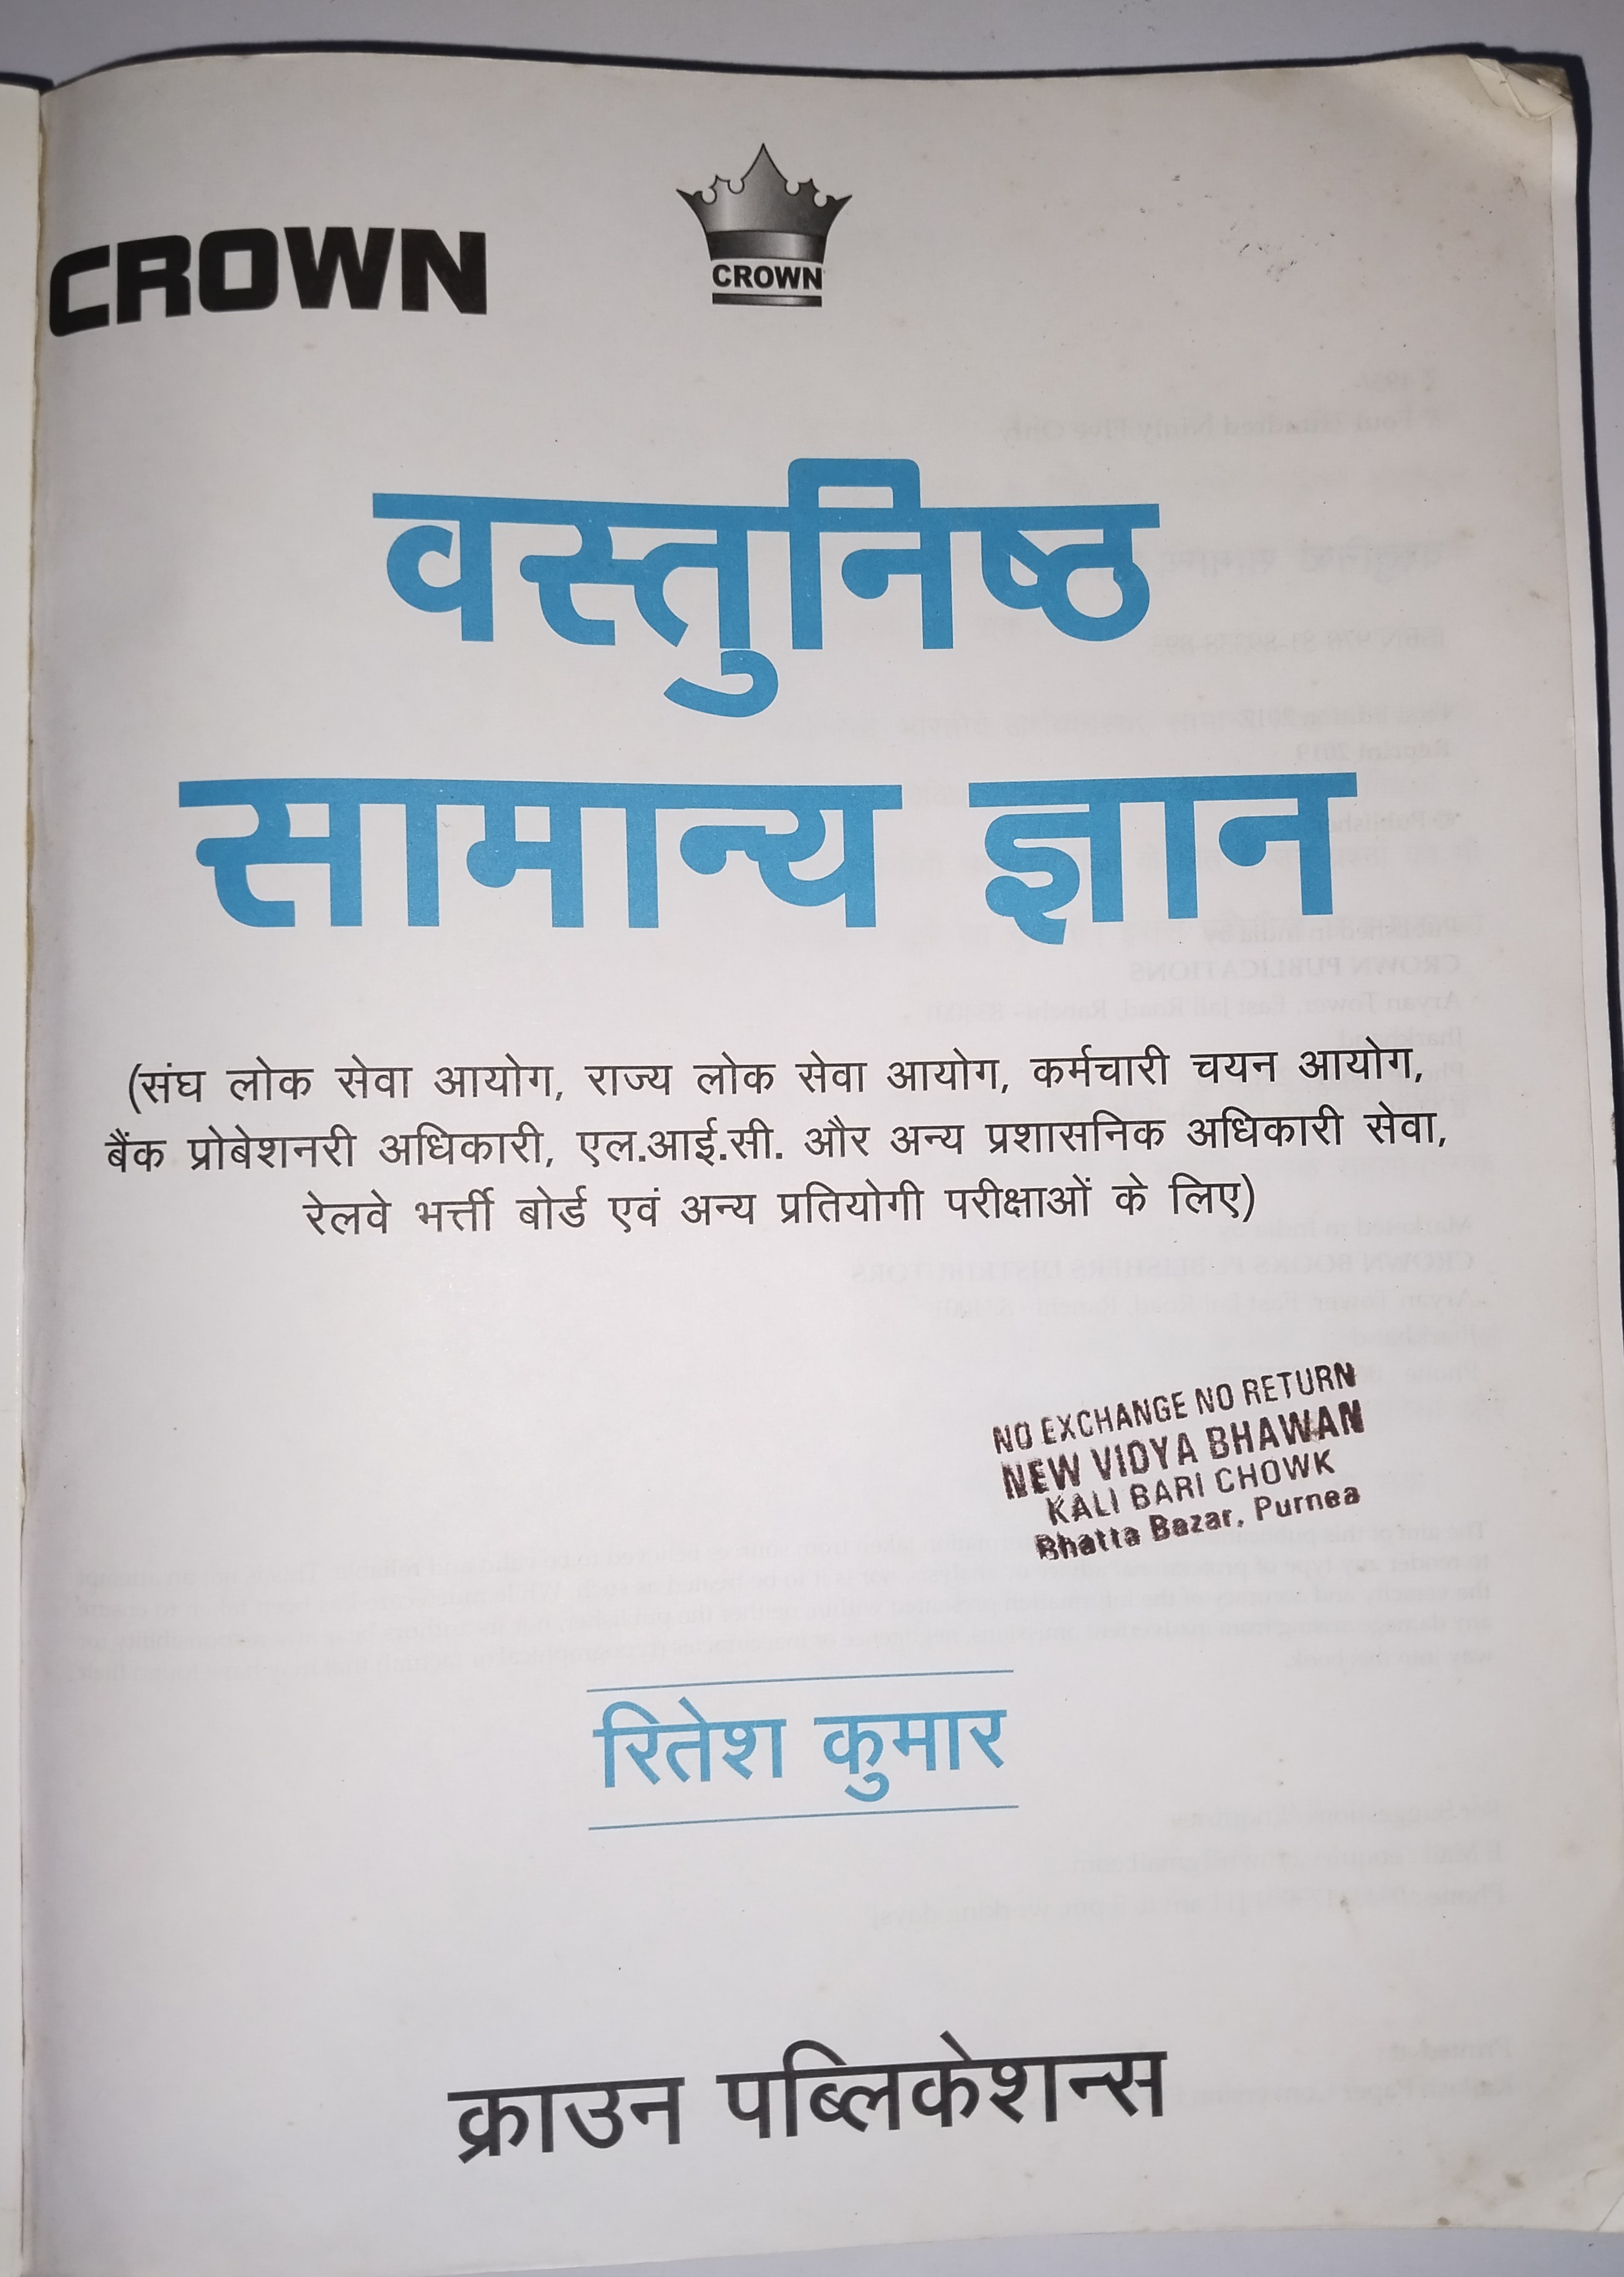 CROWN
CROWN
वस्तुनिष्ठ
सामान्य ज्ञान
(संघ लोक सेवा आयोग, राज्य लोक सेवा आयोग, कर्मचारी चयन आयोग,
बैंक प्रोबेशनरी अधिकारी, एल.आई.सी. और अन्य प्रशासनिक अधिकारी सेवा,
रेलवे भर्त्ती बोर्ड एवं अन्य प्रतियोगी परीक्षाओं के लिए)
NO EXCHANGE NO RETURN
NEW VIDYA BHAWAN
KALI BARI CHOWK
Bhatta Bazar, Purnea
रितेश कुमार
क्राउन पब्लिकेशन्स